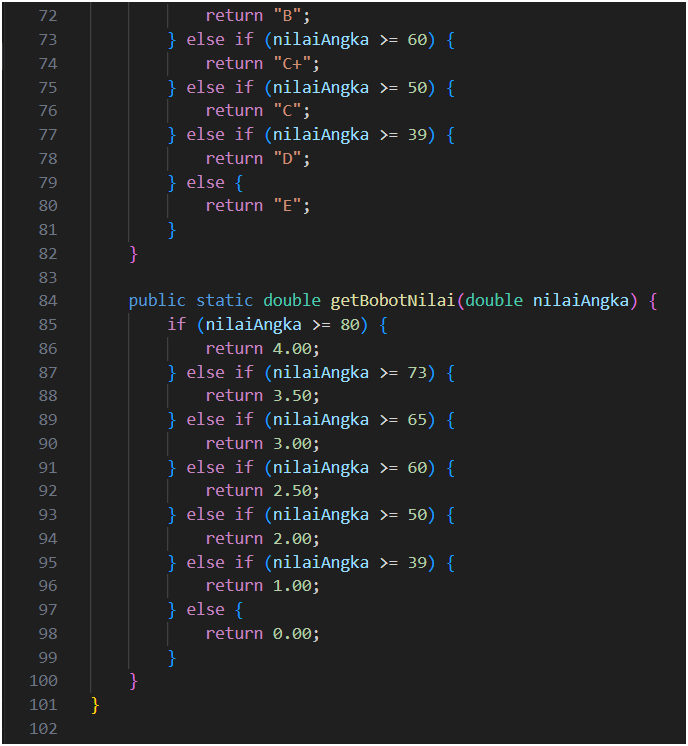 72 return "B";
73 } else if (nilaiAngka >= 60) {
74 return "C+";
75 } else if (nilaiAngka >= 50) {
76 return "C";
77 } else if (nilaiAngka >= 39) {
78 return "D";
79 } else {
80 return "E";
81 }
82 }
83
84 public static double getBobotNilai(double nilaiAngka) {
85 if (nilaiAngka >= 80) {
86 return 4.00;
87 } else if (nilaiAngka >= 73) {
88 return 3.50;
89 } else if (nilaiAngka >= 65) {
90 return 3.00;
91 } else if (nilaiAngka >= 60) {
92 return 2.50;
93 } else if (nilaiAngka >= 50) {
94 return 2.00;
95 } else if (nilaiAngka >= 39) {
96 return 1.00;
97 } else {
98 return 0.00;
99 }
100 }
101 }
102